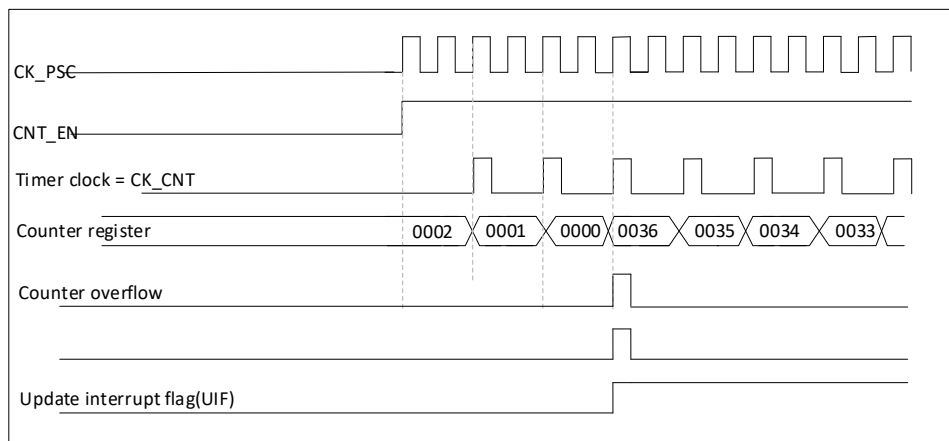 CK_PSC
CNT_EN
Timer clock = CK_CNT
Counter register
0002 0001 0000 0036 0035 0034 0033
Counter overflow
Update interrupt flag(UIF)